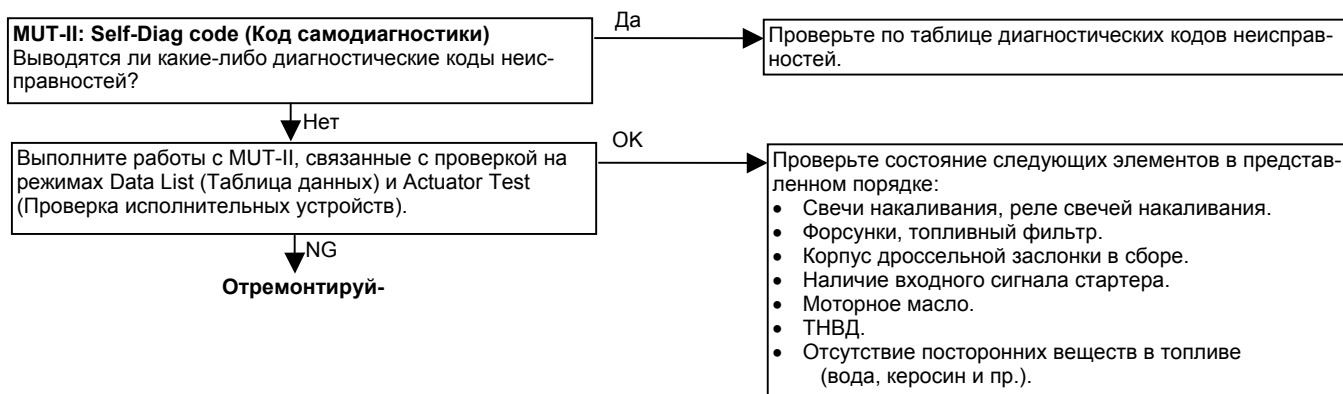 MUT-II: Self-Diag code (Код самодиагностики)
Выводятся ли какие-либо диагностические коды неис-
правностей?
Да
Проверьте по таблице диагностических кодов неисправ-
ностей.
Нет
Выполните работы с MUT-II, связанные с проверкой на
режимах Data List (Таблица данных) и Actuator Test
(Проверка исполнительных устройств).
OK
Проверьте состояние следующих элементов в представ-
ленном порядке:
• Свечи накаливания, реле свечей накаливания.
• Форсунки, топливный фильтр.
• Корпус дроссельной заслонки в сборе.
• Наличие входного сигнала стартера.
• Моторное масло.
• ТНВД.
• Отсутствие посторонних веществ в топливе
(вода, керосин и пр.).
NG
Отремонтируй-